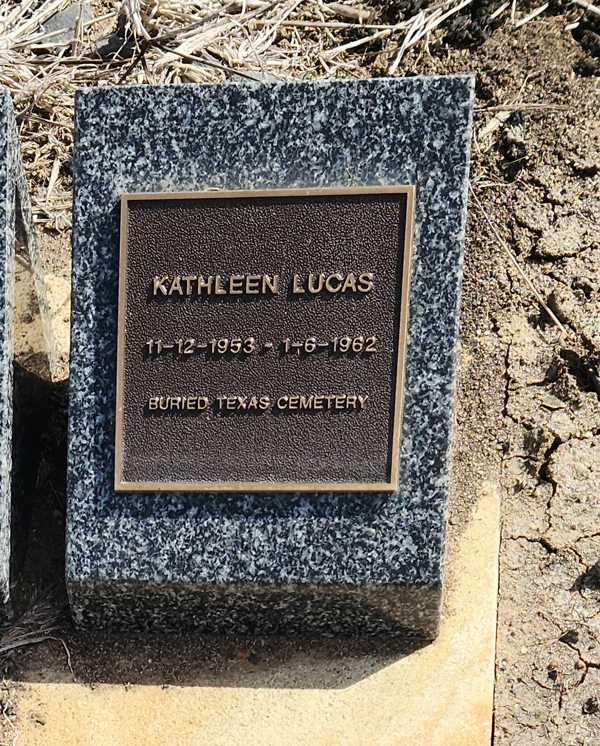 KATHLEEN LUCAS
11-12-1953 - 1-6-1962
BURIED TEXAS CEMETERY